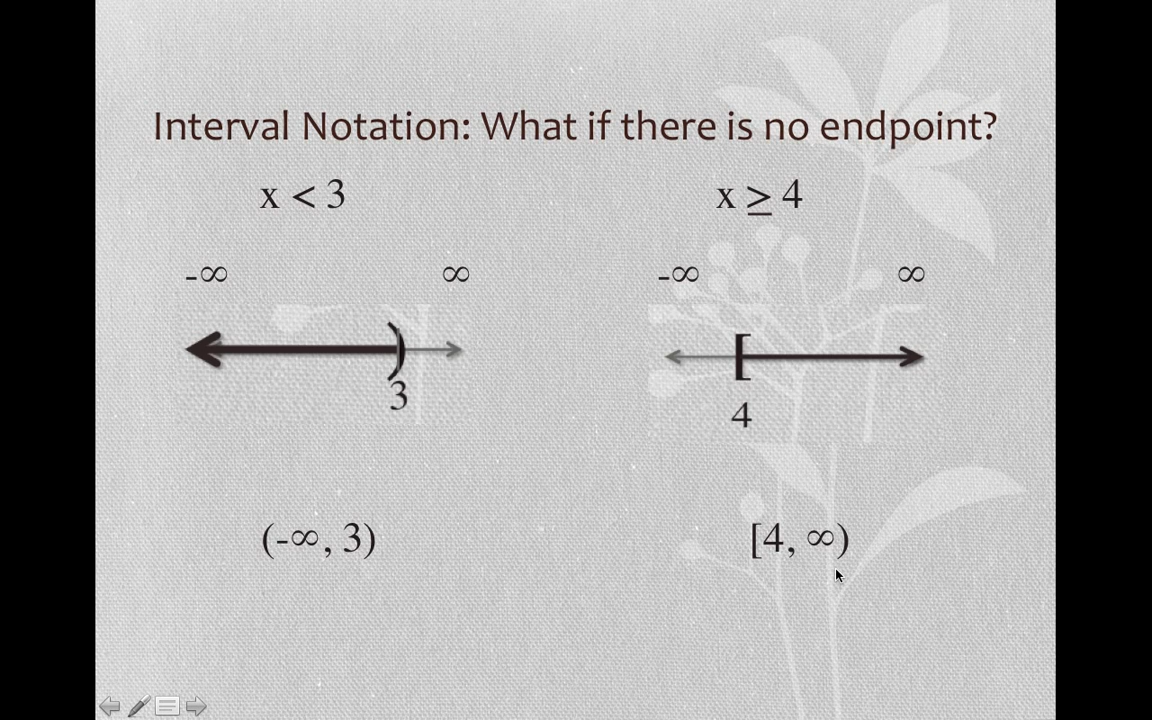 Interval Notation: What if there is no endpoint?
x < 3
x ≥ 4
-∞ ∞
-∞ ∞
)
3
[
4
(-∞, 3)
[4, ∞)